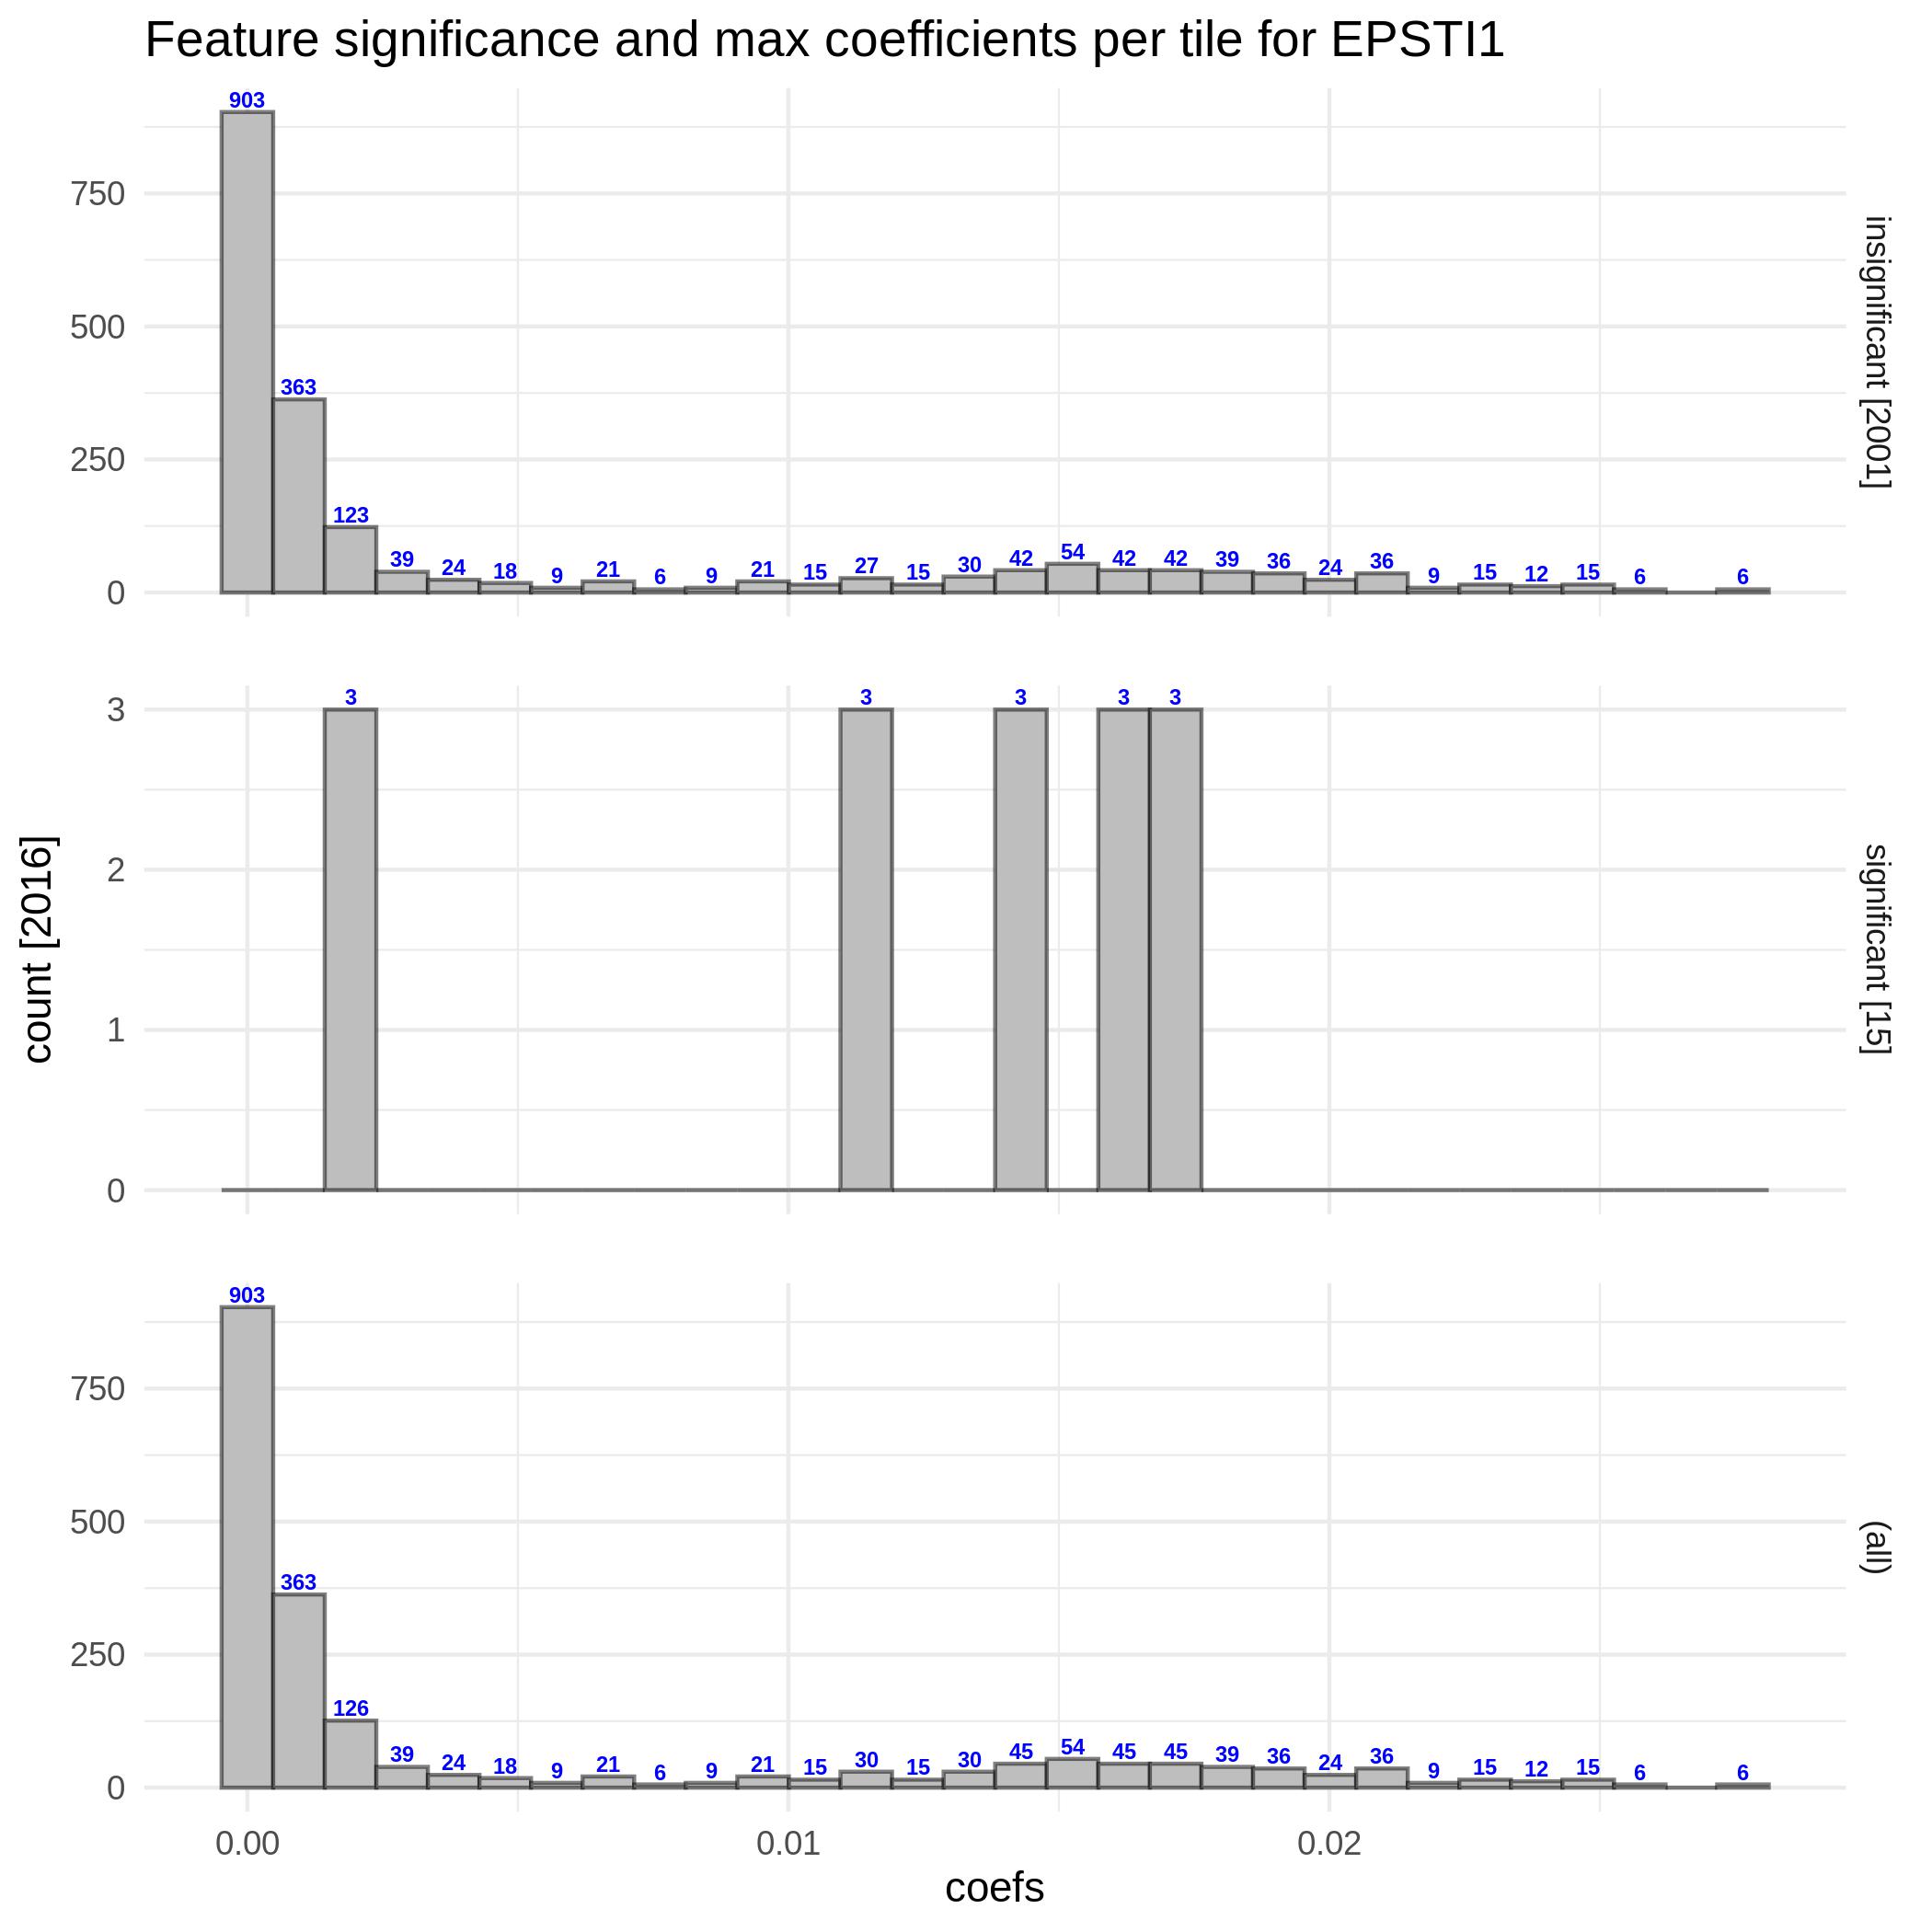 Feature significance and max coefficients per tile for EPSTI1
903
363
123
39 24 18 9 21 6 9 21 15 27 15 30 42 54 42 42 39 36 24 36 9 15 12 15 6 6
750
500
250
0
insignificant [2001]
3 3 3 3 3
3
2
1
0
significant [15]
count [2016]
903
363
126
39 24 18 9 21 6 9 21 15 30 15 30 45 54 45 45 39 36 24 36 9 15 12 15 6 6
750
500
250
0
(all)
0.00 0.01 0.02
coefs